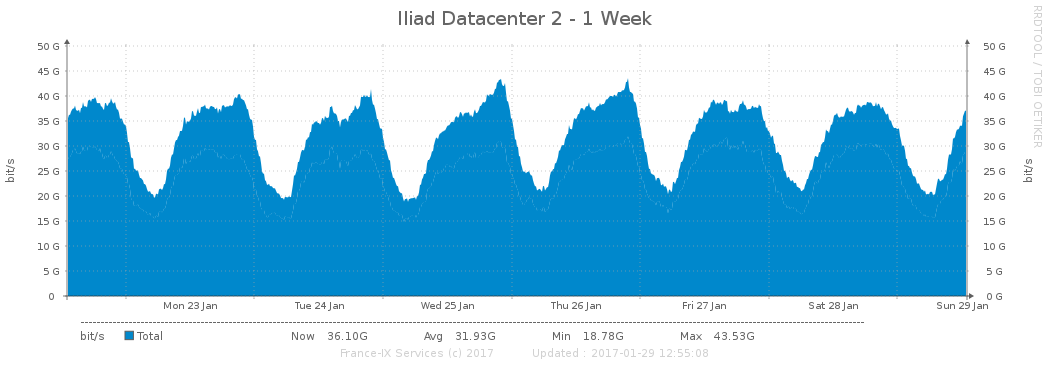 Iliad Datacenter 2 - 1 Week
RRDTOOL / TOBI OETIKER
50 G 50 G
45 G 45 G
40 G 40 G
35 G 35 G
30 G 30 G
25 G 25 G
20 G 20 G
15 G 15 G
10 G 10 G
5 G 5 G
0 0 G
bit/s bit/s
Mon 23 Jan Tue 24 Jan Wed 25 Jan Thu 26 Jan Fri 27 Jan Sat 28 Jan Sun 29 Jan
bit/s Total Now 36.10G Avg 31.93G Min 18.78G Max 43.53G
France-IX Services (c) 2017 Updated : 2017-01-29 12:55:08